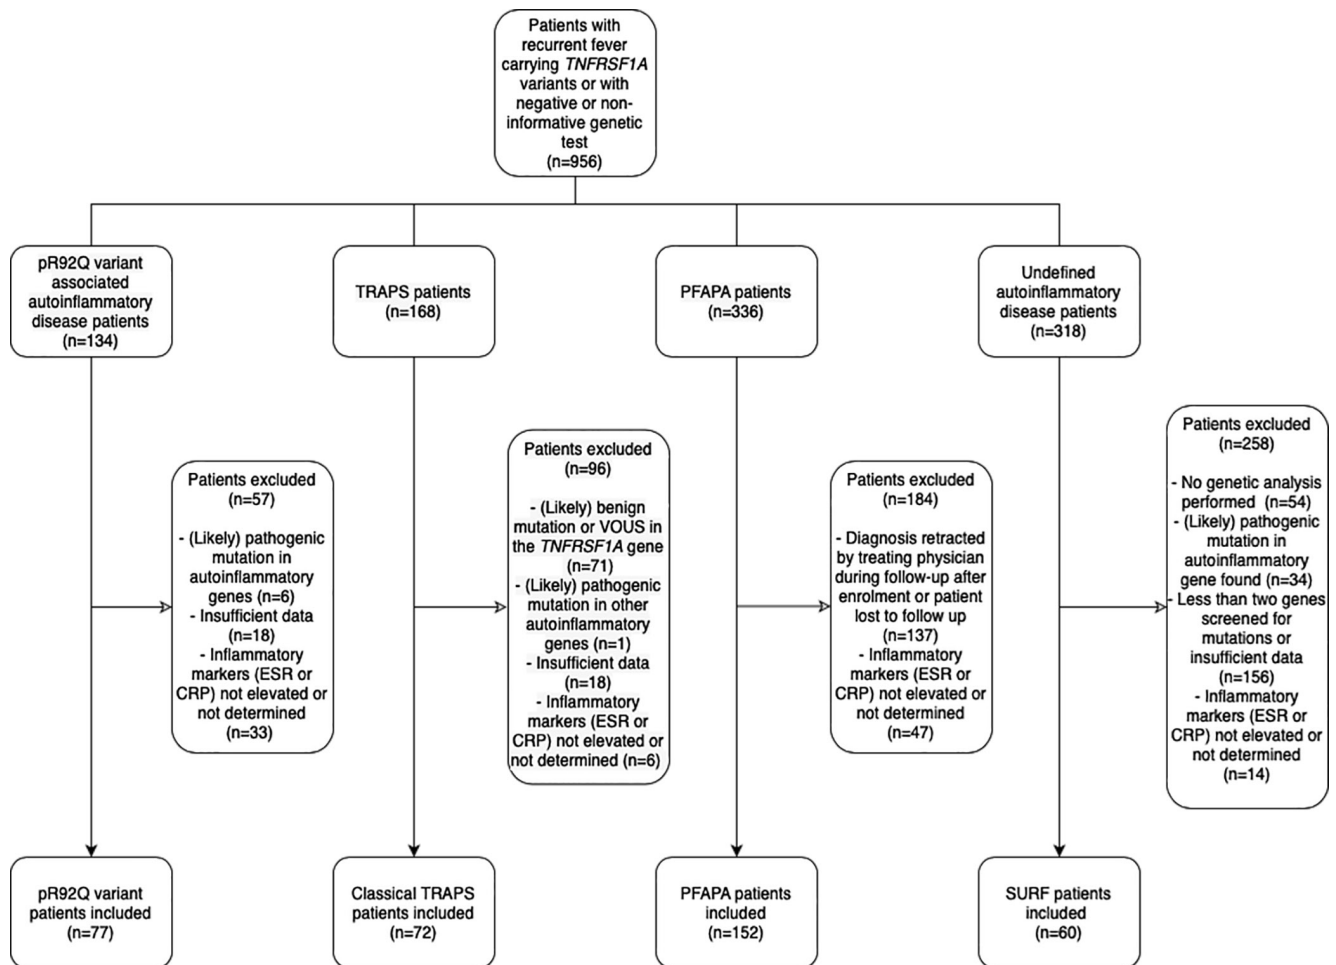 Patients with
recurrent fever
carrying TNFRSF1A
variants or with
negative or non-
informative genetic
test
(n=956)
pR92Q variant
associated
autoinflammatory
disease patients
(n=134)
TRAPS patients
(n=168)
PFAPA patients
(n=336)
Undefined
autoinflammatory
disease patients
(n=318)
Patients excluded
(n=57)
- (Likely) pathogenic
mutation in
autoinflammatory
genes (n=6)
- Insufficient data
(n=18)
- Inflammatory
markers (ESR or
CRP) not elevated or
not determined
(n=33)
Patients excluded
(n=96)
- (Likely) benign
mutation or VOUS in
the TNFRSF1A gene
(n=71)
- (Likely) pathogenic
mutation in other
autoinflammatory
genes (n=1)
- Insufficient data
(n=18)
- Inflammatory
markers (ESR or
CRP) not elevated or
not determined (n=6)
Patients excluded
(n=184)
- Diagnosis retracted
by treating physician
during follow-up after
enrolment or patient
lost to follow up
(n=137)
- Inflammatory
markers (ESR or
CRP) not elevated or
not determined
(n=47)
Patients excluded
(n=258)
- No genetic analysis
performed (n=54)
- (Likely) pathogenic
mutation in
autoinflammatory
gene found (n=34)
- Less than two genes
screened for
mutations or
insufficient data
(n=156)
- Inflammatory
markers (ESR or
CRP) not elevated or
not determined
(n=14)
pR92Q variant
patients included
(n=77)
Classical TRAPS
patients included
(n=72)
PFAPA patients
included
(n=152)
SURF patients
included
(n=60)